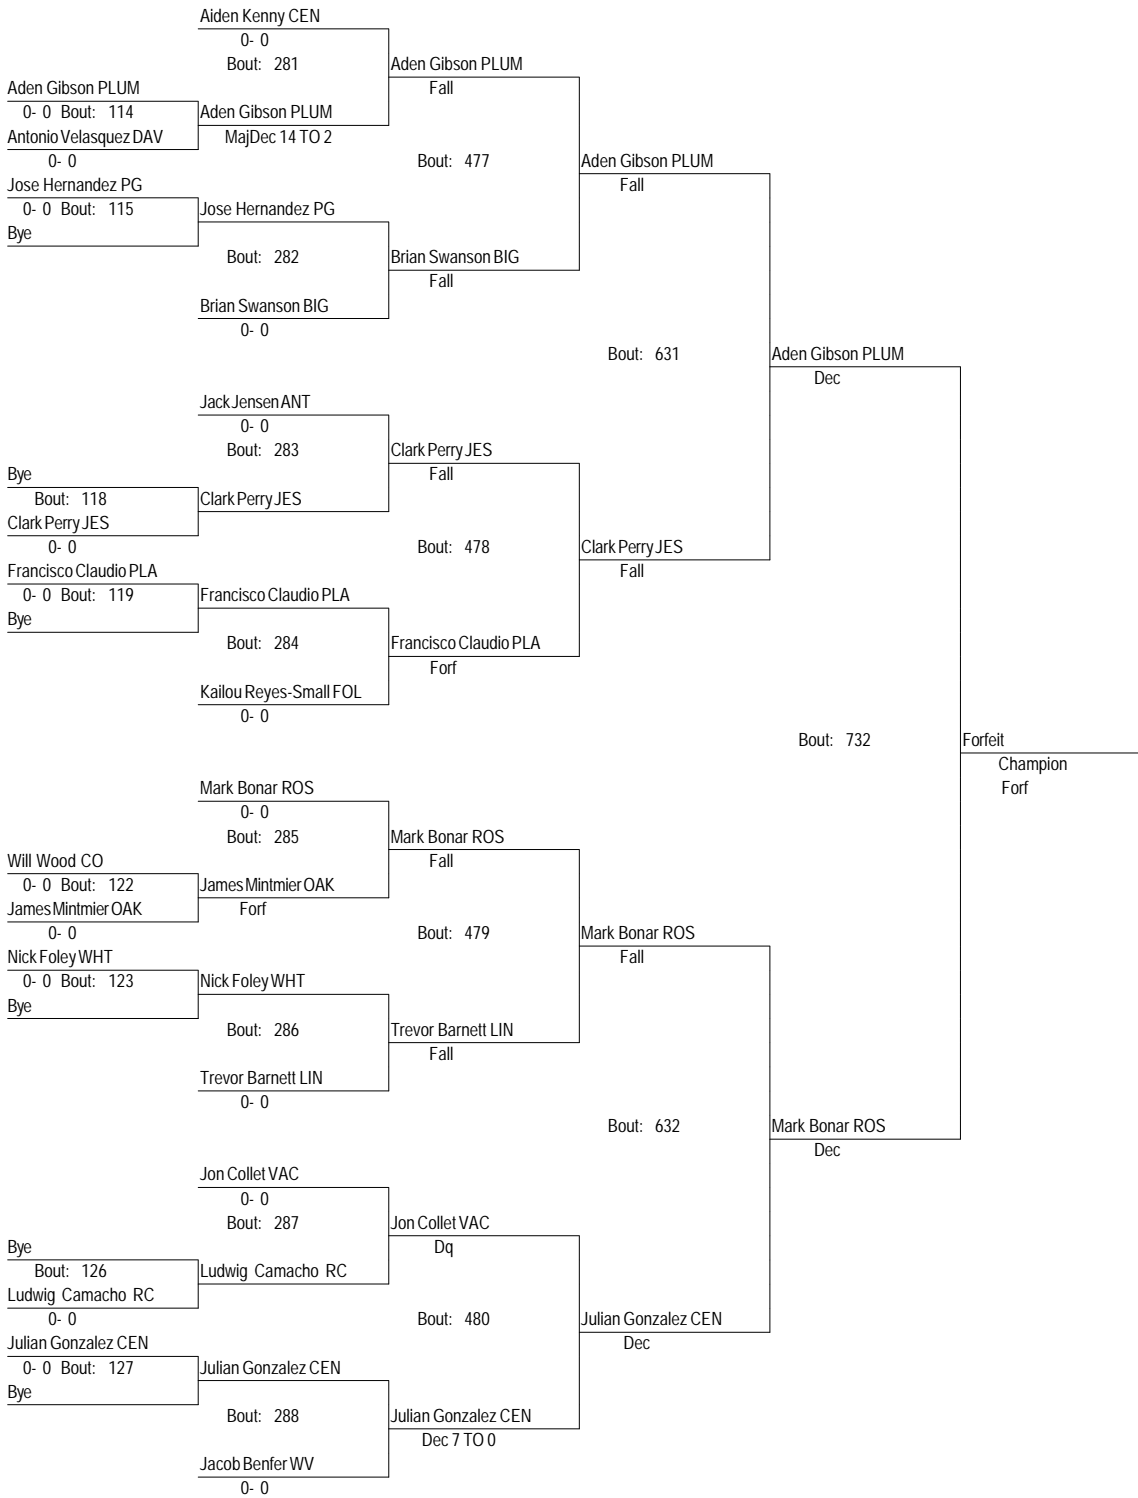 Aiden Kenny CEN
0- 0
Bout: 281
Aden Gibson PLUM
Fall
Aden Gibson PLUM
0- 0 Bout: 114
Aden Gibson PLUM
Antonio Velasquez DAV
MajDec 14 TO 2
0- 0
Bout: 477
Aden Gibson PLUM
Fall
Jose Hernandez PG
0- 0 Bout: 115
Jose Hernandez PG
Bye
Bout: 282
Brian Swanson BIG
Fall
Brian Swanson BIG
0- 0
Bout: 631
Aden Gibson PLUM
Dec
Jack Jensen ANT
0- 0
Bout: 283
Clark Perry JES
Fall
Bye
Bout: 118
Clark Perry JES
Clark Perry JES
0- 0
Bout: 478
Clark Perry JES
Fall
Francisco Claudio PLA
0- 0 Bout: 119
Francisco Claudio PLA
Bye
Bout: 284
Francisco Claudio PLA
Forf
Kailou Reyes-Small FOL
0- 0
Bout: 732
Forfeit
Champion
Forf
Mark Bonar ROS
0- 0
Bout: 285
Mark Bonar ROS
Fall
Will Wood CO
0- 0 Bout: 122
James Mintmier OAK
James Mintmier OAK
Forf
0- 0
Bout: 479
Mark Bonar ROS
Fall
Nick Foley WHT
0- 0 Bout: 123
Nick Foley WHT
Bye
Bout: 286
Trevor Barnett LIN
Fall
Trevor Barnett LIN
0- 0
Bout: 632
Mark Bonar ROS
Dec
Jon Collet VAC
0- 0
Bout: 287
Jon Collet VAC
Dq
Bye
Bout: 126
Ludwig Camacho RC
Ludwig Camacho RC
0- 0
Bout: 480
Julian Gonzalez CEN
Dec
Julian Gonzalez CEN
0- 0 Bout: 127
Julian Gonzalez CEN
Bye
Bout: 288
Julian Gonzalez CEN
Dec 7 TO 0
Jacob Benfer WV
0- 0